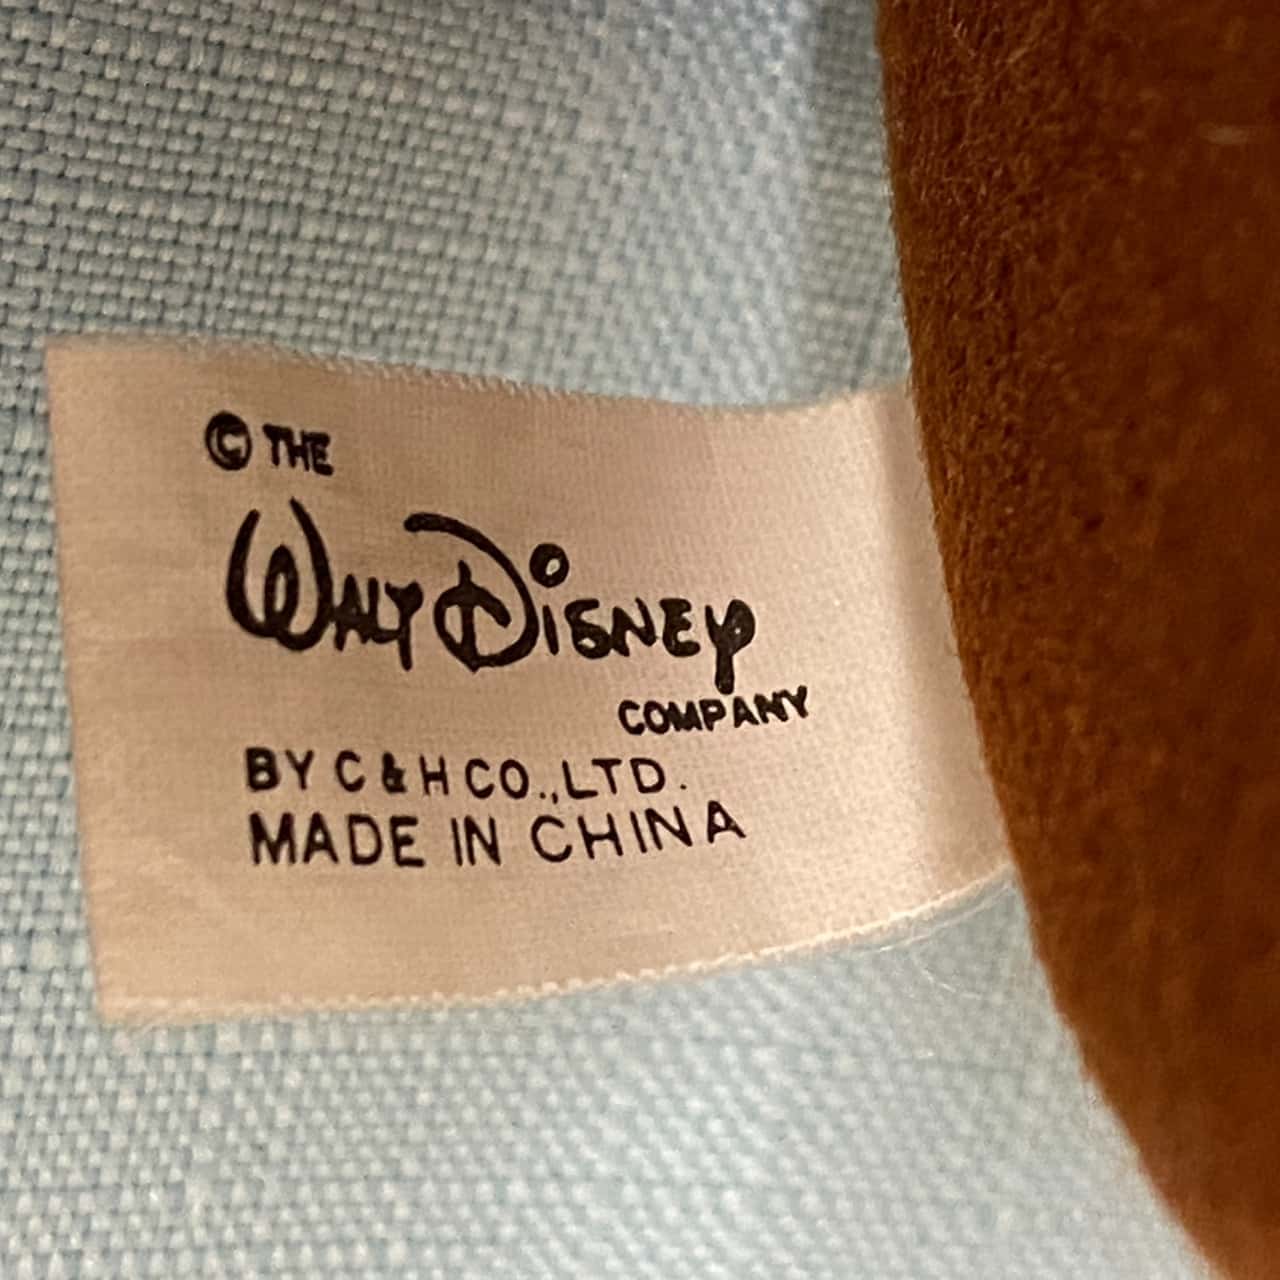 © THE
WALT DISNEY
COMPANY
BY C & H CO.,LTD.
MADE IN CHINA